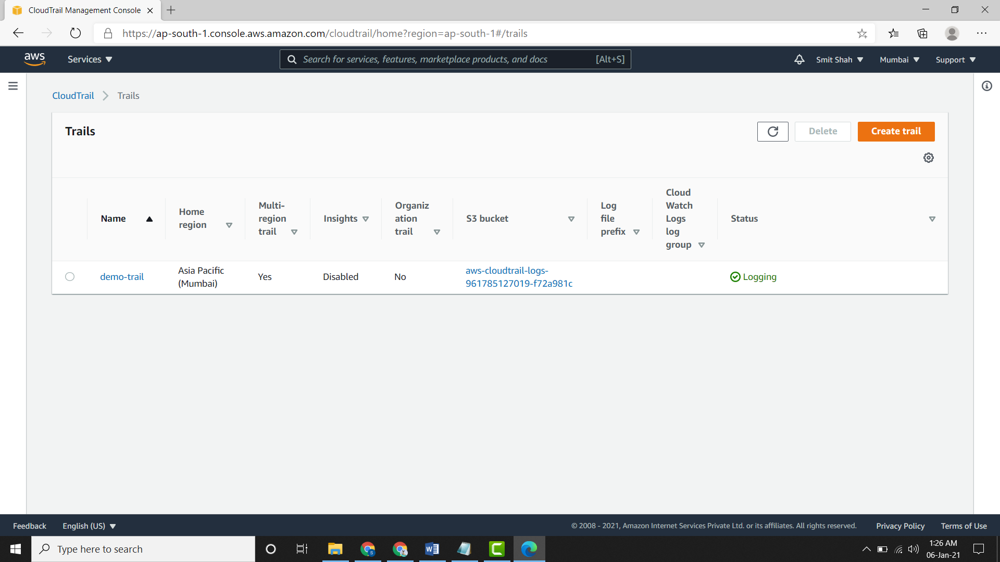 CloudTrail Management Console
https://ap-south-1.console.aws.amazon.com/cloudtrail/home?region=ap-south-1#/trails
aws
Services
Search for services, features, marketplace products, and docs
[Alt+S]
Smit Shah
Mumbai
Support
CloudTrail
Trails
Trails
Delete
Create trail
Name
Home
region
Multi-
region
trail
Insights
Organiz
ation
trail
S3 bucket
Log
file
prefix
Cloud
Watch
Logs
log
group
Status
demo-trail
Asia Pacific
(Mumbai)
Yes
Disabled
No
aws-cloudtrail-logs-
961785127019-f72a981c
Logging
Feedback
English (US)
© 2008 - 2021, Amazon Internet Services Private Ltd. or its affiliates. All rights reserved.
Privacy Policy
Terms of Use
Type here to search
1:26 AM
06-Jan-21